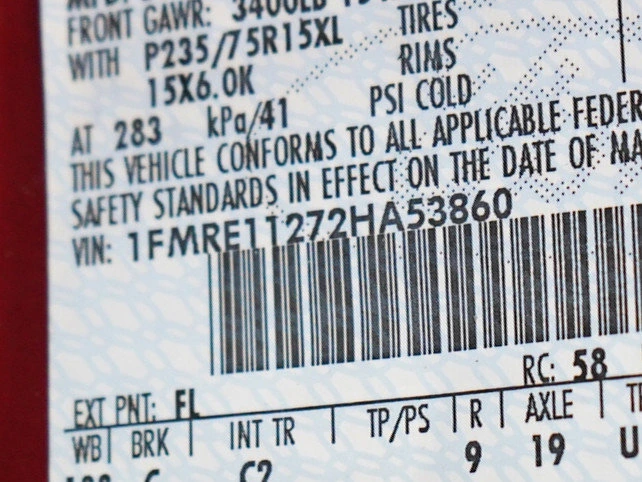 FRONT GAWR: 3400LB
WITH P235/75R15XL TIRES
15X6.0K RIMS
AT 283 kPa/41 PSI COLD
THIS VEHICLE CONFORMS TO ALL APPLICABLE FEDER
SAFETY STANDARDS IN EFFECT ON THE DATE OF MA
VIN: 1FMRE11272HA53860
RC: 58
EXT PNT: FL
WB BRK INT TR TP/PS R AXLE
C2 9 19 U